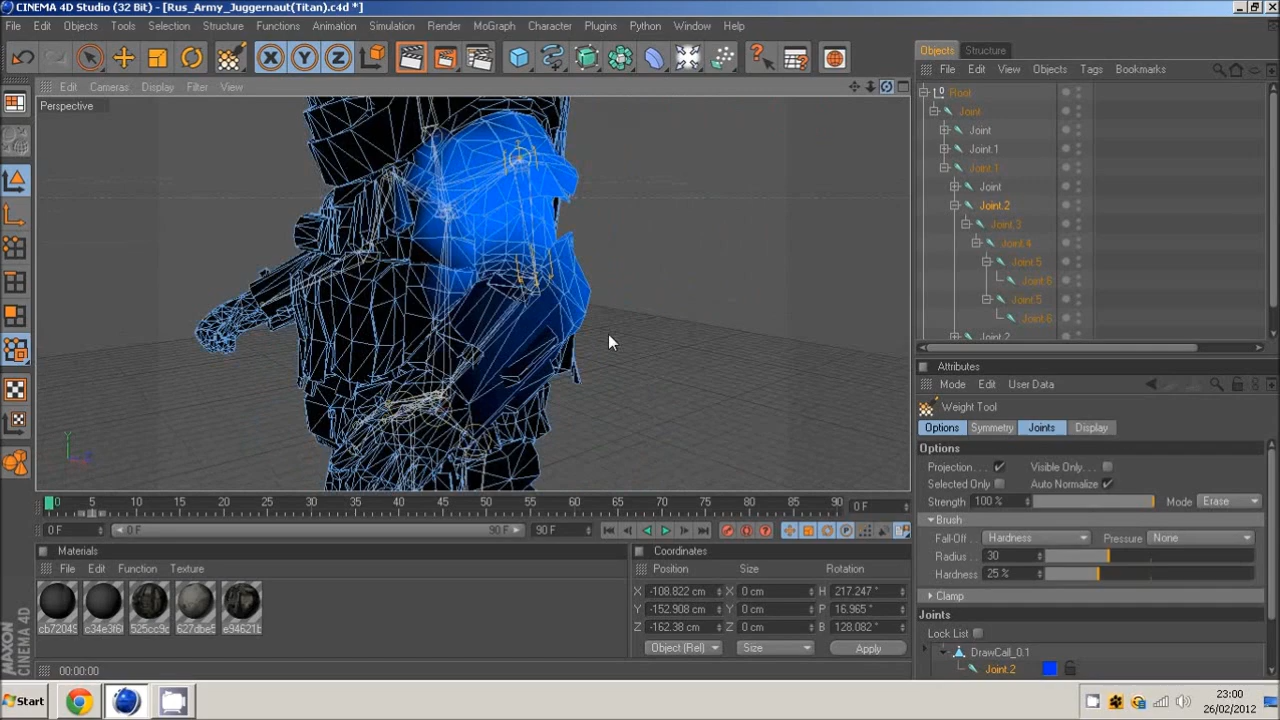 CINEMA 4D Studio (32 Bit) - [Rus_Army_Juggernaut(Titan).c4d *]
File Edit Objects Tools Selection Structure Functions Animation Simulation Render MoGraph Character Plugins Python Window Help
X Y Z
Objects Structure
File Edit View Objects Tags Bookmarks
Edit Cameras Display Filter View
Perspective
Root
Joint
Joint
Joint.1
Joint.1
Joint
Joint.2
Joint.3
Joint.4
Joint.5
Joint.6
Joint.5
Joint.6
Joint.2
Attributes
Mode Edit User Data
Weight Tool
Options Symmetry Joints Display
Options
Projection . . . Visible Only . . .
Selected Only Auto Normalize
Strength 100 % Mode Erase
Brush
Fall-Off . . Hardness Pressure None
Radius . . 30
Hardness 25 %
Clamp
Joints
Lock List
DrawCall_0.1
Joint.2
Y
0 5 10 15 20 25 30 35 40 45 50 55 60 65 70 75 80 85 90 0 F
0 F 0 F 90 F 90 F
Materials
File Edit Function Texture
cb72049 c34e3f6 525cc9c 627dbe5 e94621b
Coordinates
Position Size Rotation
X -108.822 cm X 0 cm H 217.247 °
Y -152.908 cm Y 0 cm P 16.965 °
Z -162.38 cm Z 0 cm B 128.082 °
Object (Rel) Size Apply
MAXON CINEMA 4D
00:00:00
Start
23:00
26/02/2012